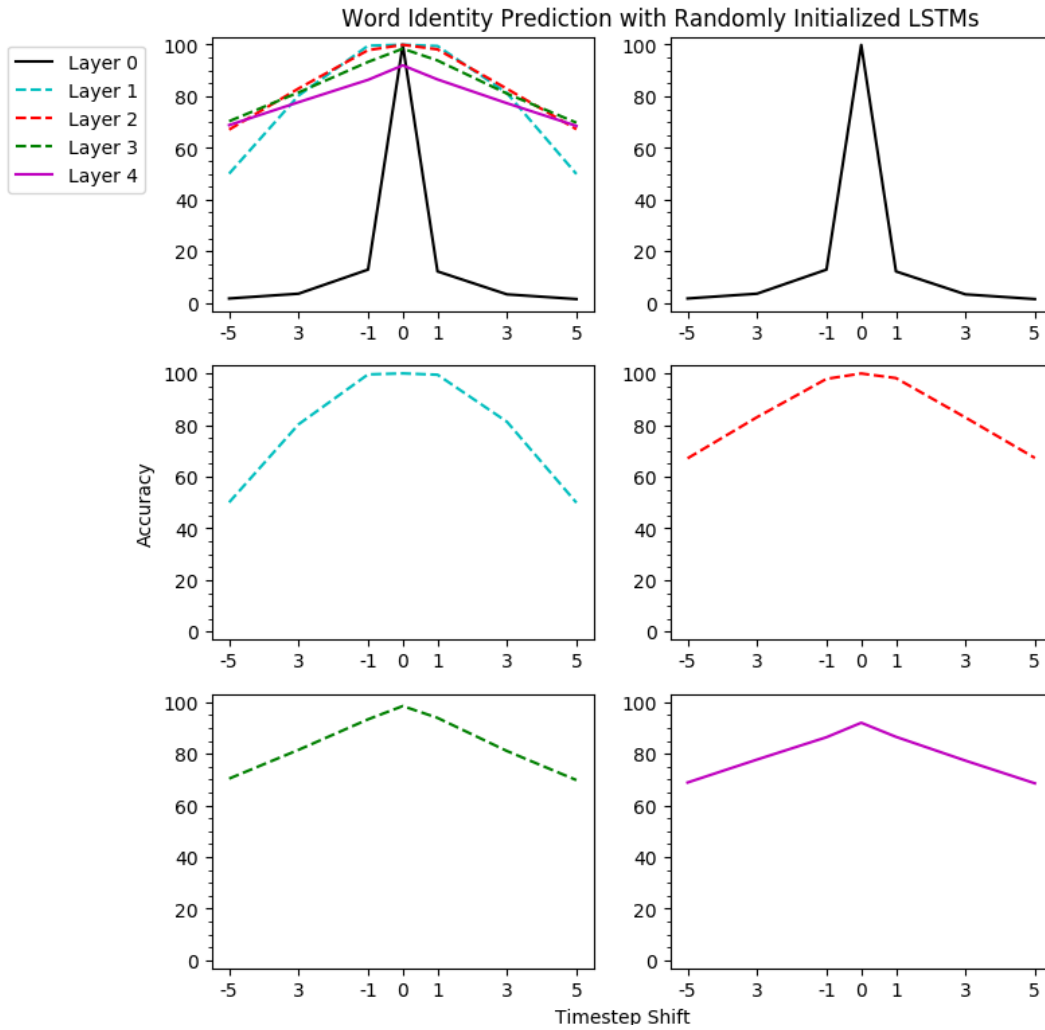 Word Identity Prediction with Randomly Initialized LSTMs
Layer 0
Layer 1
Layer 2
Layer 3
Layer 4
100
80
60
40
20
0
-5 3 -1 0 1 3 5
100
80
60
40
20
0
-5 3 -1 0 1 3 5
Accuracy
100
80
60
40
20
0
-5 3 -1 0 1 3 5
100
80
60
40
20
0
-5 3 -1 0 1 3 5
100
80
60
40
20
0
-5 3 -1 0 1 3 5
100
80
60
40
20
0
-5 3 -1 0 1 3 5
Timestep Shift